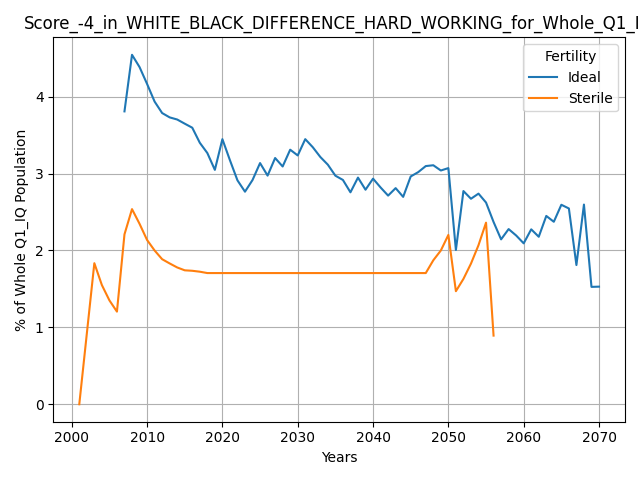 Score_-4_in_WHITE_BLACK_DIFFERENCE_HARD_WORKING_for_Whole_Q1_I
Fertility
Ideal
Sterile
% of Whole Q1_IQ Population
4
3
2
1
0
2000 2010 2020 2030 2040 2050 2060 2070
Years